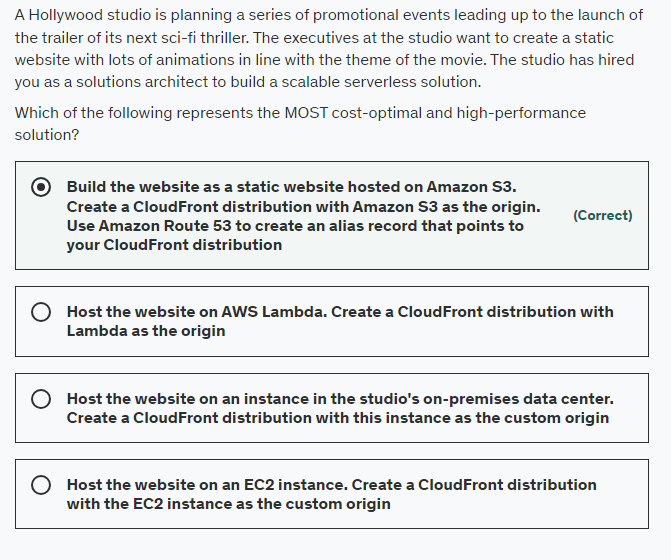 A Hollywood studio is planning a series of promotional events leading up to the launch of
the trailer of its next sci-fi thriller. The executives at the studio want to create a static
website with lots of animations in line with the theme of the movie. The studio has hired
you as a solutions architect to build a scalable serverless solution.
Which of the following represents the MOST cost-optimal and high-performance
solution?
Build the website as a static website hosted on Amazon S3.
Create a CloudFront distribution with Amazon S3 as the origin.
Use Amazon Route 53 to create an alias record that points to
your CloudFront distribution
(Correct)
Host the website on AWS Lambda. Create a CloudFront distribution with
Lambda as the origin
Host the website on an instance in the studio's on-premises data center.
Create a CloudFront distribution with this instance as the custom origin
Host the website on an EC2 instance. Create a CloudFront distribution
with the EC2 instance as the custom origin